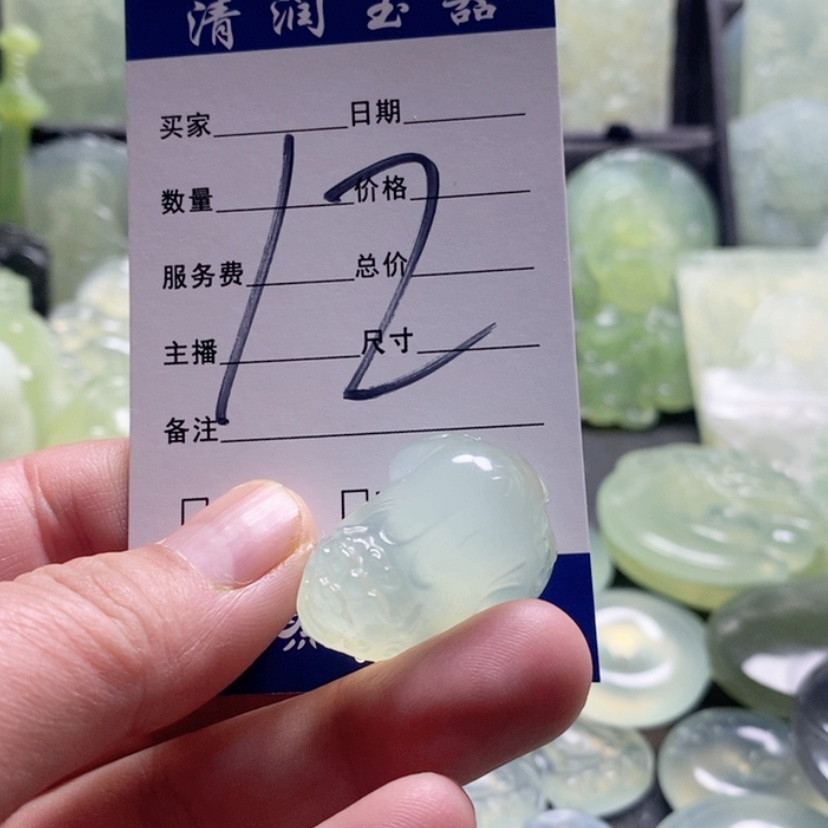 清润玉器
买家 日期
数量 价格
服务费 总价
主播 尺寸
备注
12